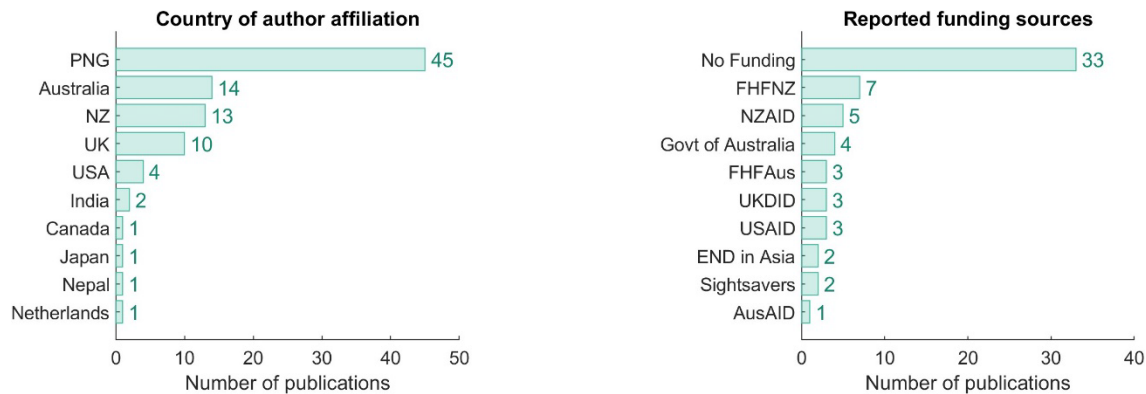 Country of author affiliation
PNG 45
Australia 14
NZ 13
UK 10
USA 4
India 2
Canada 1
Japan 1
Nepal 1
Netherlands 1
0 10 20 30 40 50
Number of publications
Reported funding sources
No Funding 33
FHFNZ 7
NZAID 5
Govt of Australia 4
FHFAus 3
UKDID 3
USAID 3
END in Asia 2
Sightsavers 2
AusAID 1
0 10 20 30 40
Number of publications